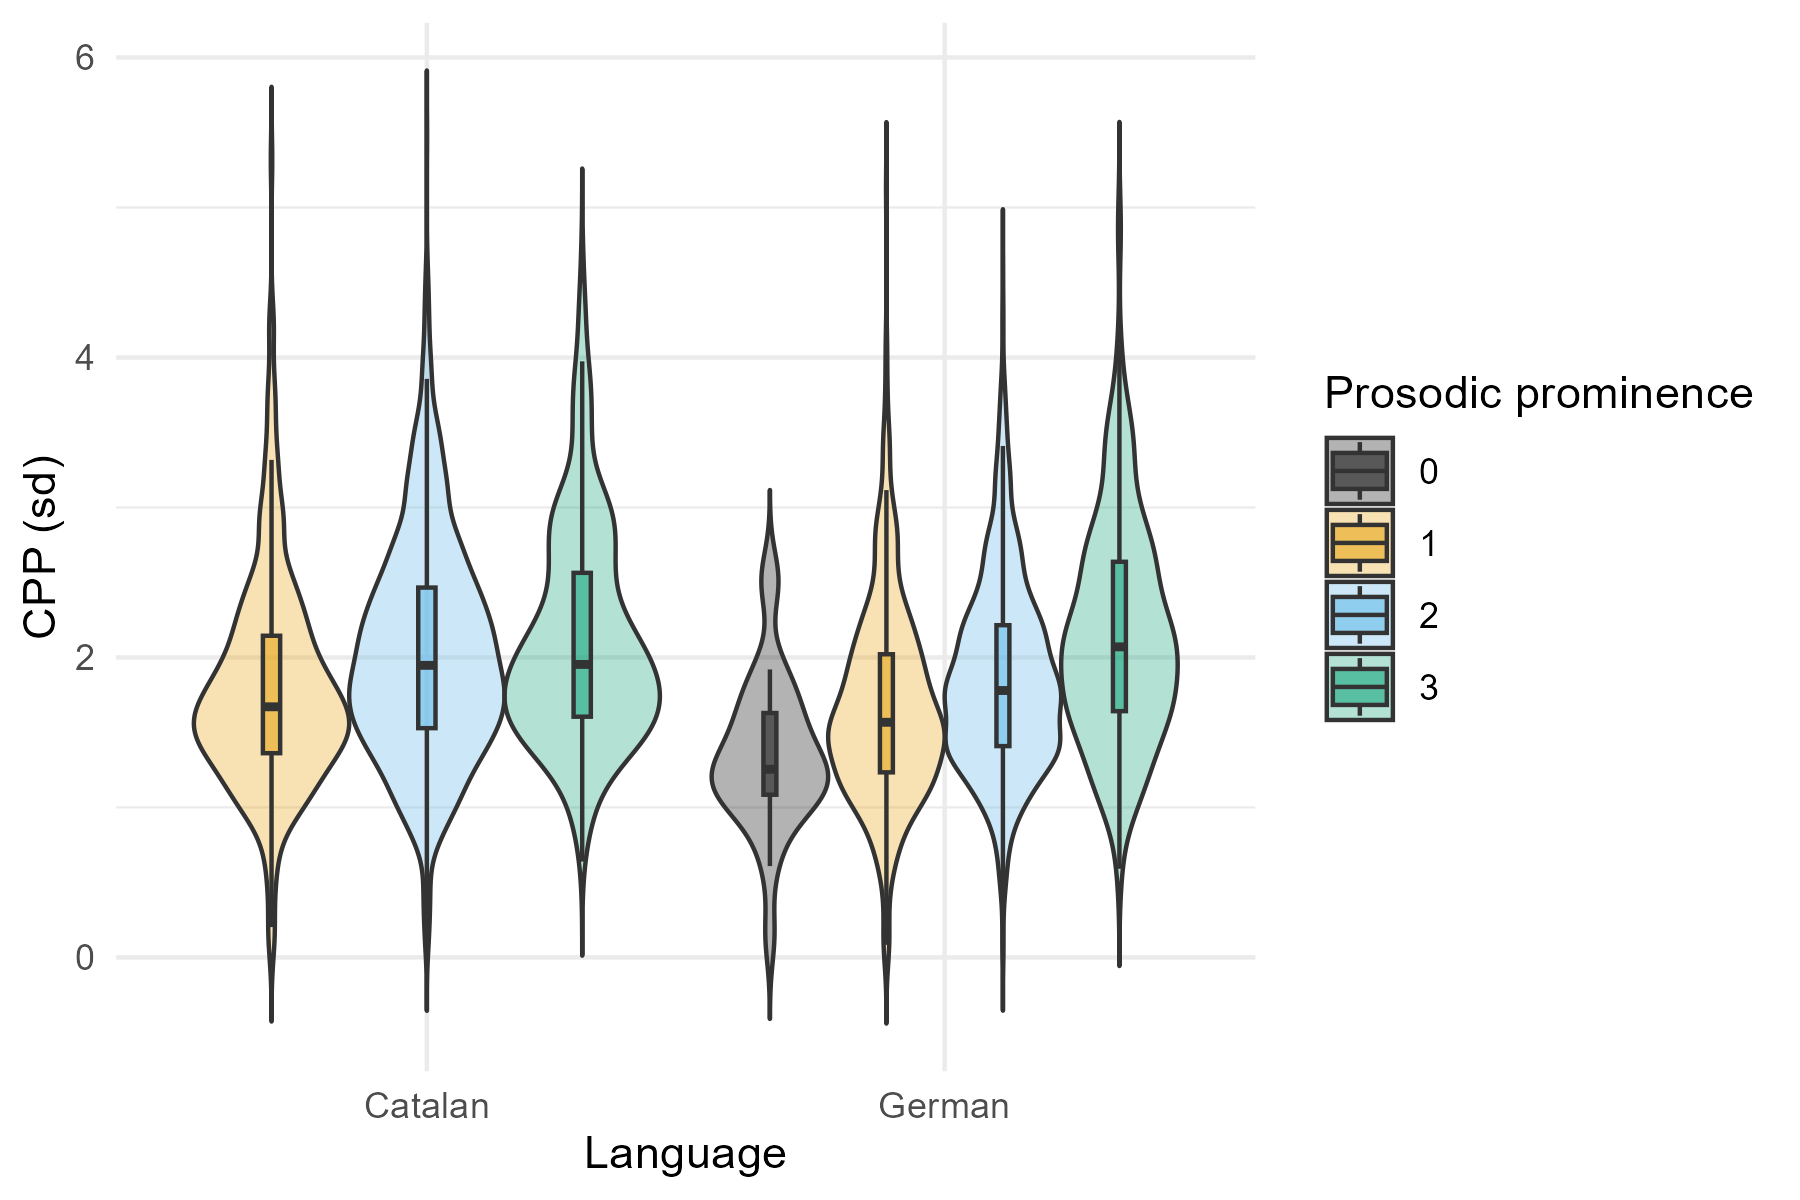 6
4
2
0
CPP (sd)
Catalan
German
Language
Prosodic prominence
0
1
2
3